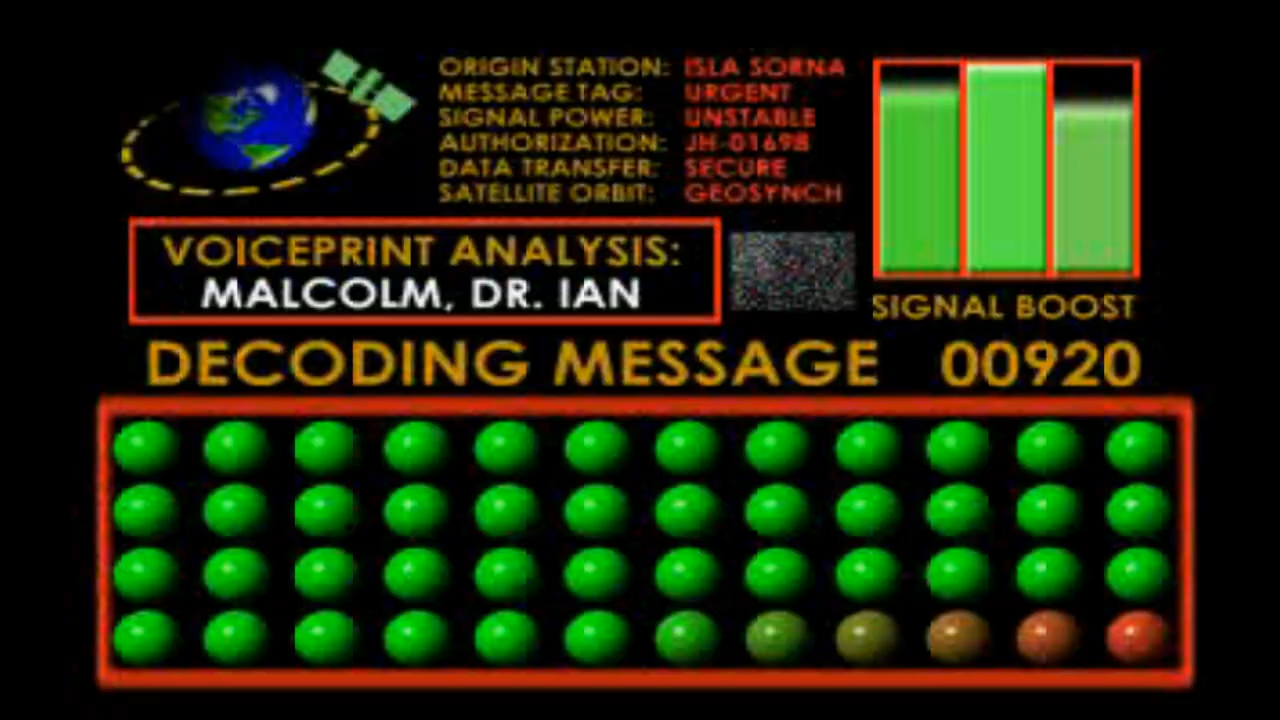 ORIGIN STATION: ISLA SORNA
MESSAGE TAG: URGENT
SIGNAL POWER: UNSTABLE
AUTHORIZATION: JH-01698
DATA TRANSFER: SECURE
SATELLITE ORBIT: GEOSYNCH
VOICEPRINT ANALYSIS:
MALCOLM, DR. IAN
SIGNAL BOOST
DECODING MESSAGE 00920